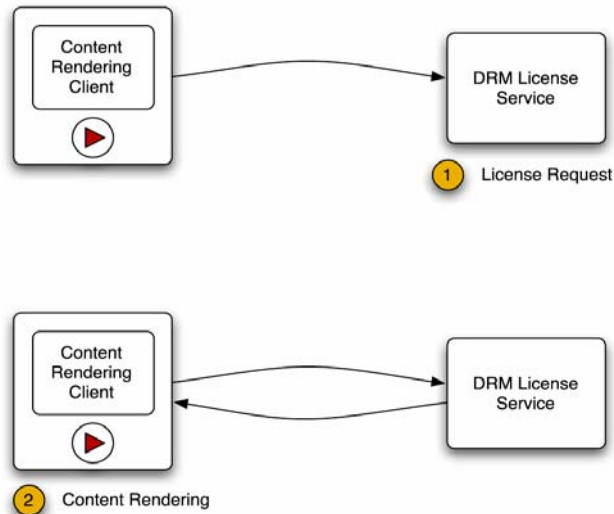 Content
Rendering
Client
DRM License
Service
1 License Request
Content
Rendering
Client
DRM License
Service
2 Content Rendering